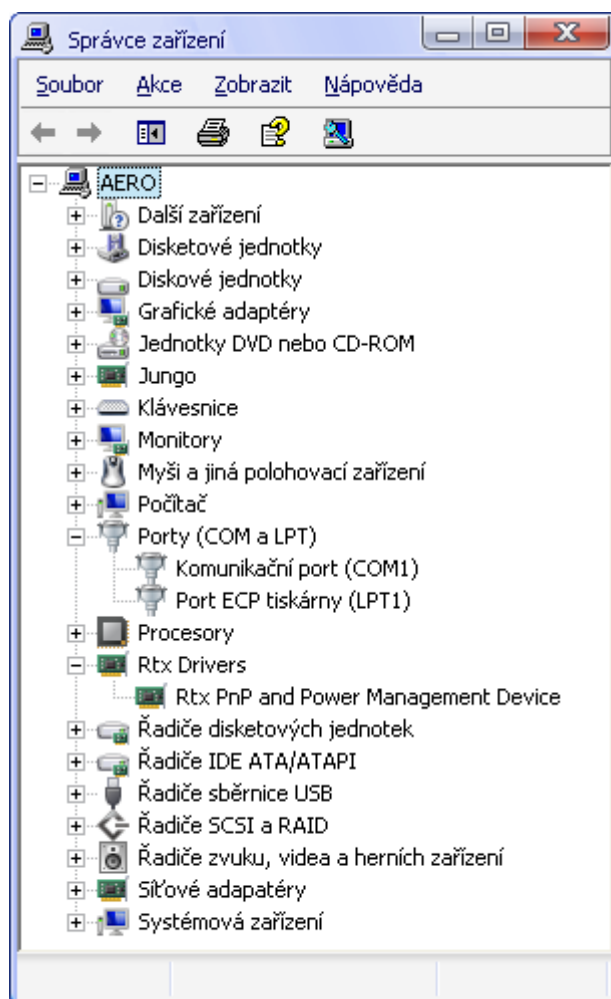 Správce zařízení
Soubor Akce Zobrazit Nápověda
AERO
Další zařízení
Disketové jednotky
Diskové jednotky
Grafické adaptéry
Jednotky DVD nebo CD-ROM
Jungo
Klávesnice
Monitory
Myši a jiná polohovací zařízení
Počítač
Porty (COM a LPT)
Komunikační port (COM1)
Port ECP tiskárny (LPT1)
Procesory
Rtx Drivers
Rtx PnP and Power Management Device
Řadiče disketových jednotek
Řadiče IDE ATA/ATAPI
Řadiče sběrnice USB
Řadiče SCSI a RAID
Řadiče zvuku, videa a herních zařízení
Síťové adapatéry
Systémová zařízení